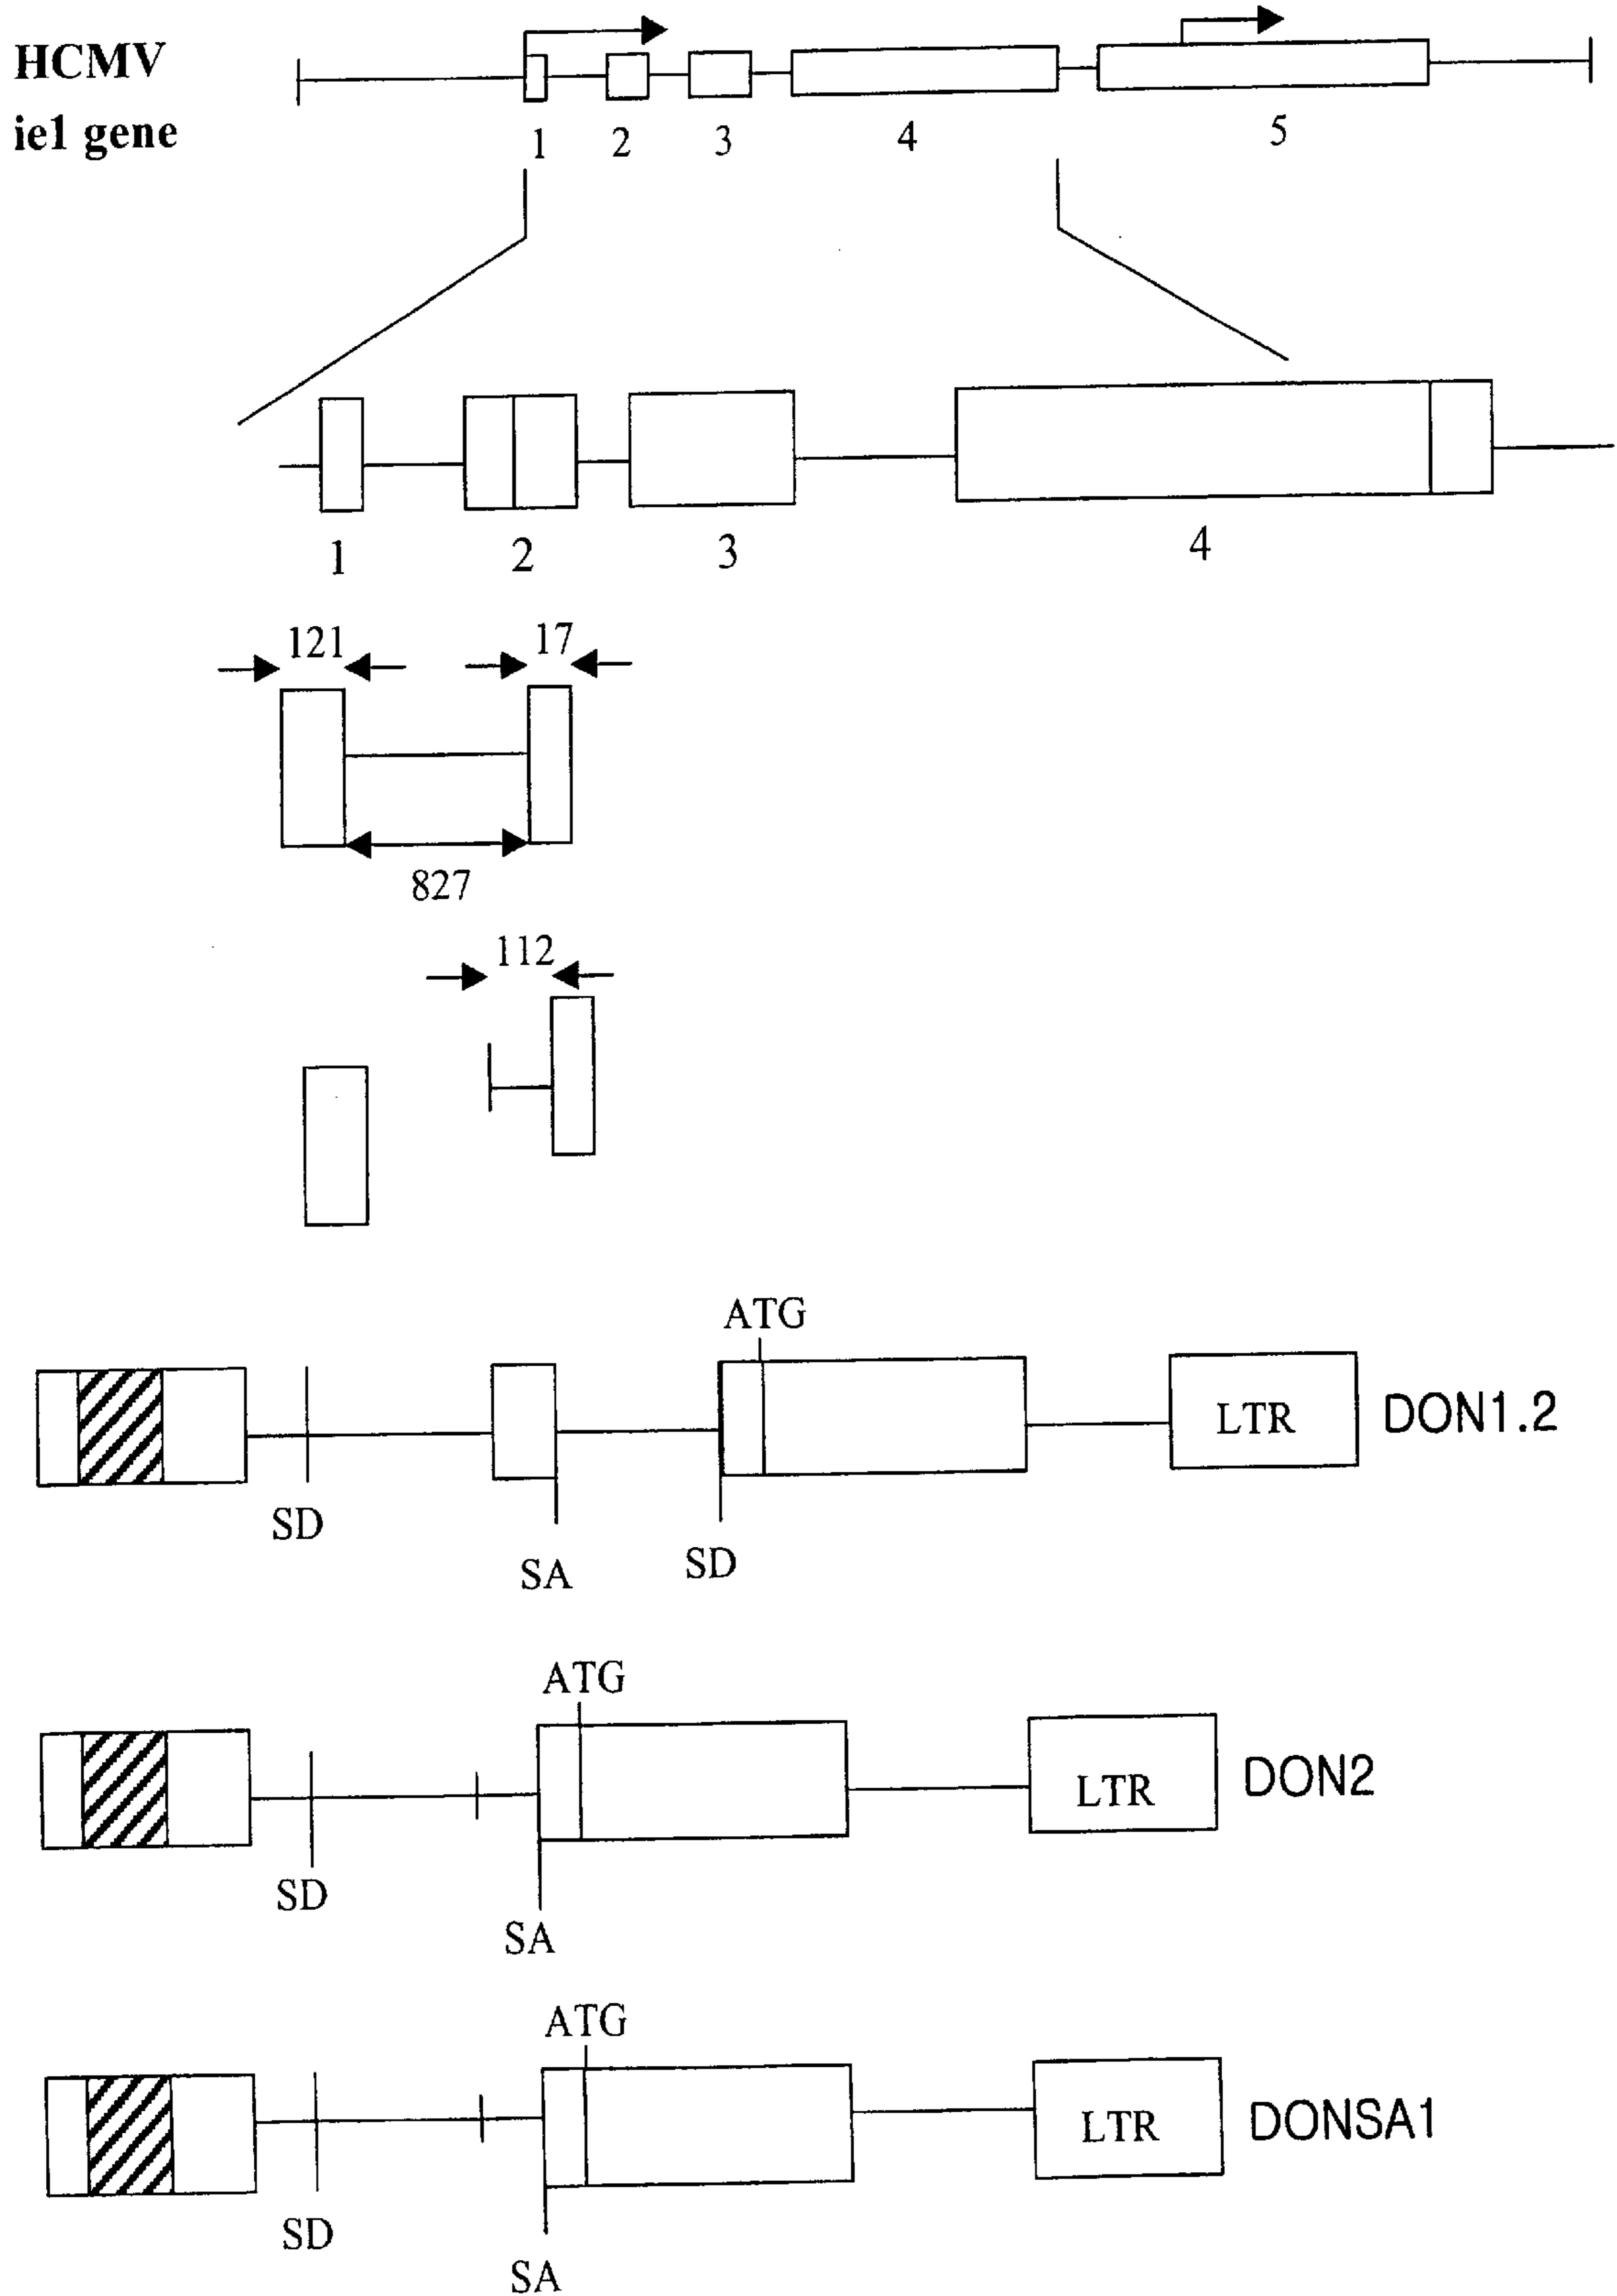 HCMV
ie1 gene
1 2 3 4 5
1 2 3 4
121 17
827
112
ATG
LTR DON1.2
SD SA SD
ATG
LTR DON2
SD
SA
ATG
LTR DONSA1
SD
SA